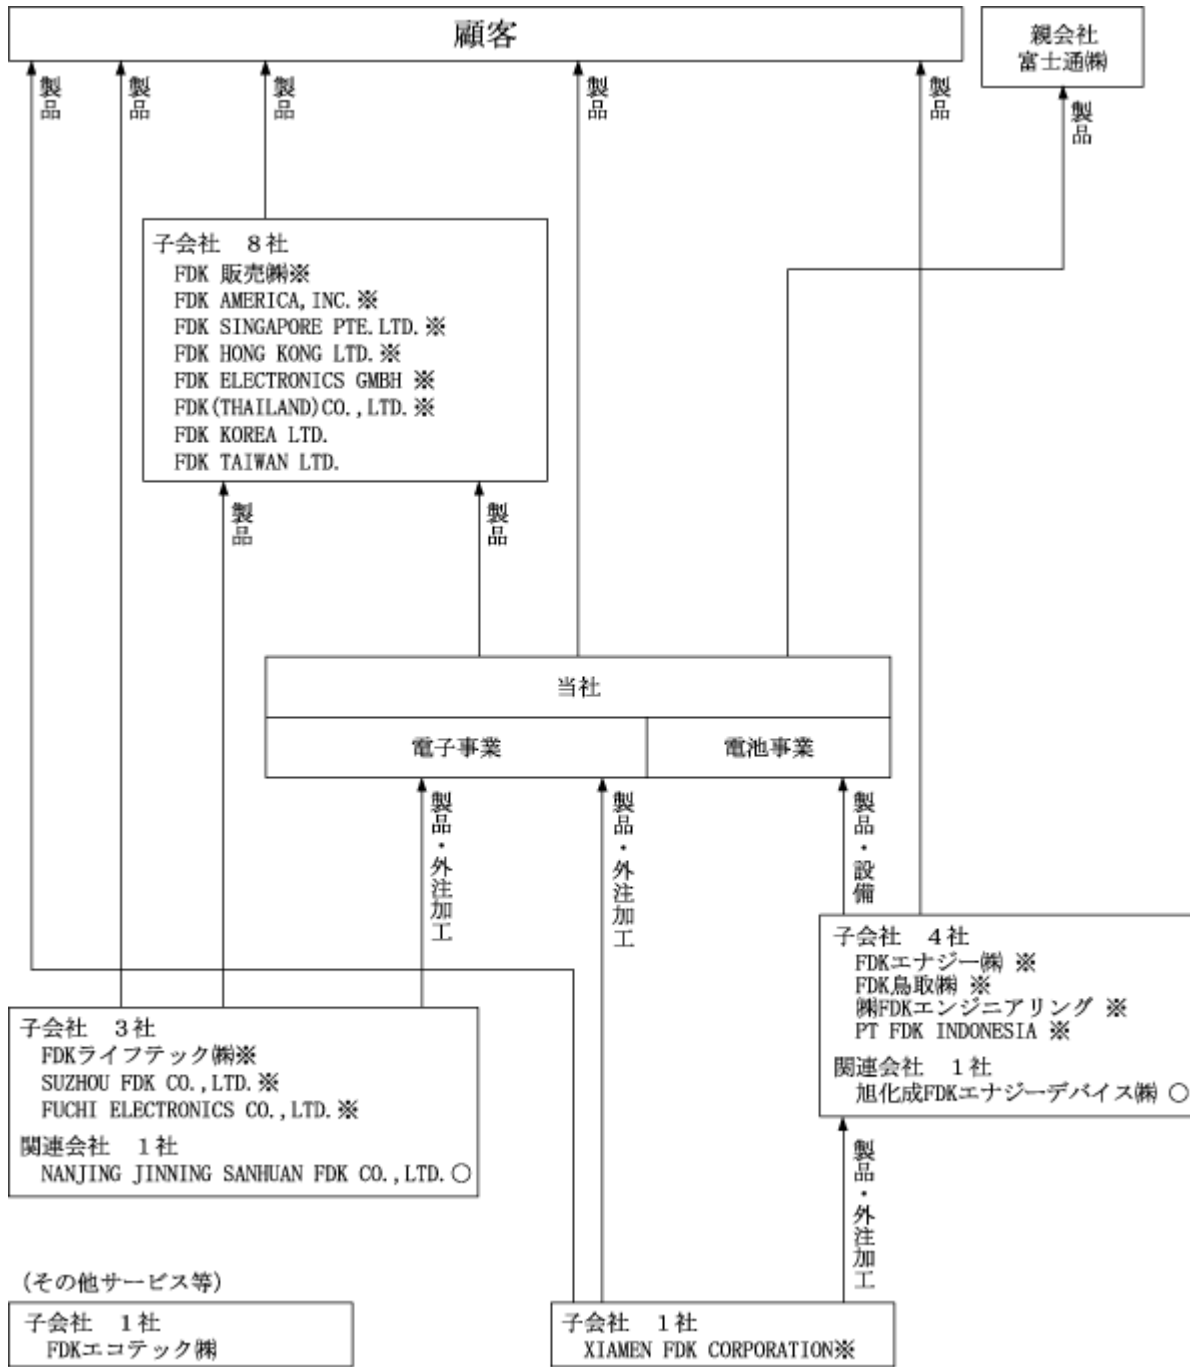 顧客
親会社
富士通㈱
製品
製品
製品
製品
製品
製品
子会社　８社
FDK 販売㈱※
FDK AMERICA,INC.※
FDK SINGAPORE PTE.LTD.※
FDK HONG KONG LTD.※
FDK ELECTRONICS GMBH ※
FDK(THAILAND)CO.,LTD.※
FDK KOREA LTD.
FDK TAIWAN LTD.
製品
製品
当社
電子事業
電池事業
製品・外注加工
製品・外注加工
製品・設備
子会社　４社
FDKエナジー㈱ ※
FDK鳥取㈱ ※
㈱FDKエンジニアリング ※
PT FDK INDONESIA ※
関連会社　１社
旭化成FDKエナジーデバイス㈱ ○
子会社　３社
FDKライフテック㈱※
SUZHOU FDK CO.,LTD.※
FUCHI ELECTRONICS CO.,LTD.※
関連会社　１社
NANJING JINNING SANHUAN FDK CO.,LTD.○
製品・外注加工
(その他サービス等)
子会社　１社
FDKエコテック㈱
子会社　１社
XIAMEN FDK CORPORATION※